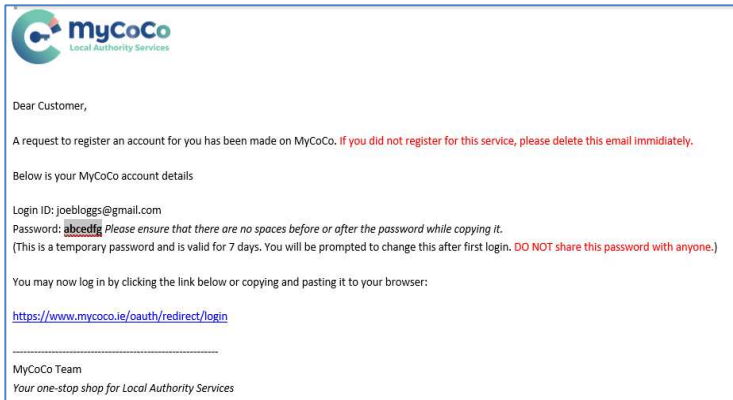 MyCoCo
Local Authority Services
Dear Customer,
A request to register an account for you has been made on MyCoCo. If you did not register for this service, please delete this email immidiately.
Below is your MyCoCo account details
Login ID: joebloggs@gmail.com
Password: abcedfg Please ensure that there are no spaces before or after the password while copying it.
(This is a temporary password and is valid for 7 days. You will be prompted to change this after first login. DO NOT share this password with anyone.)
You may now log in by clicking the link below or copying and pasting it to your browser:
https://www.mycoco.ie/oauth/redirect/login
----------------------------------------------------------
MyCoCo Team
Your one-stop shop for Local Authority Services